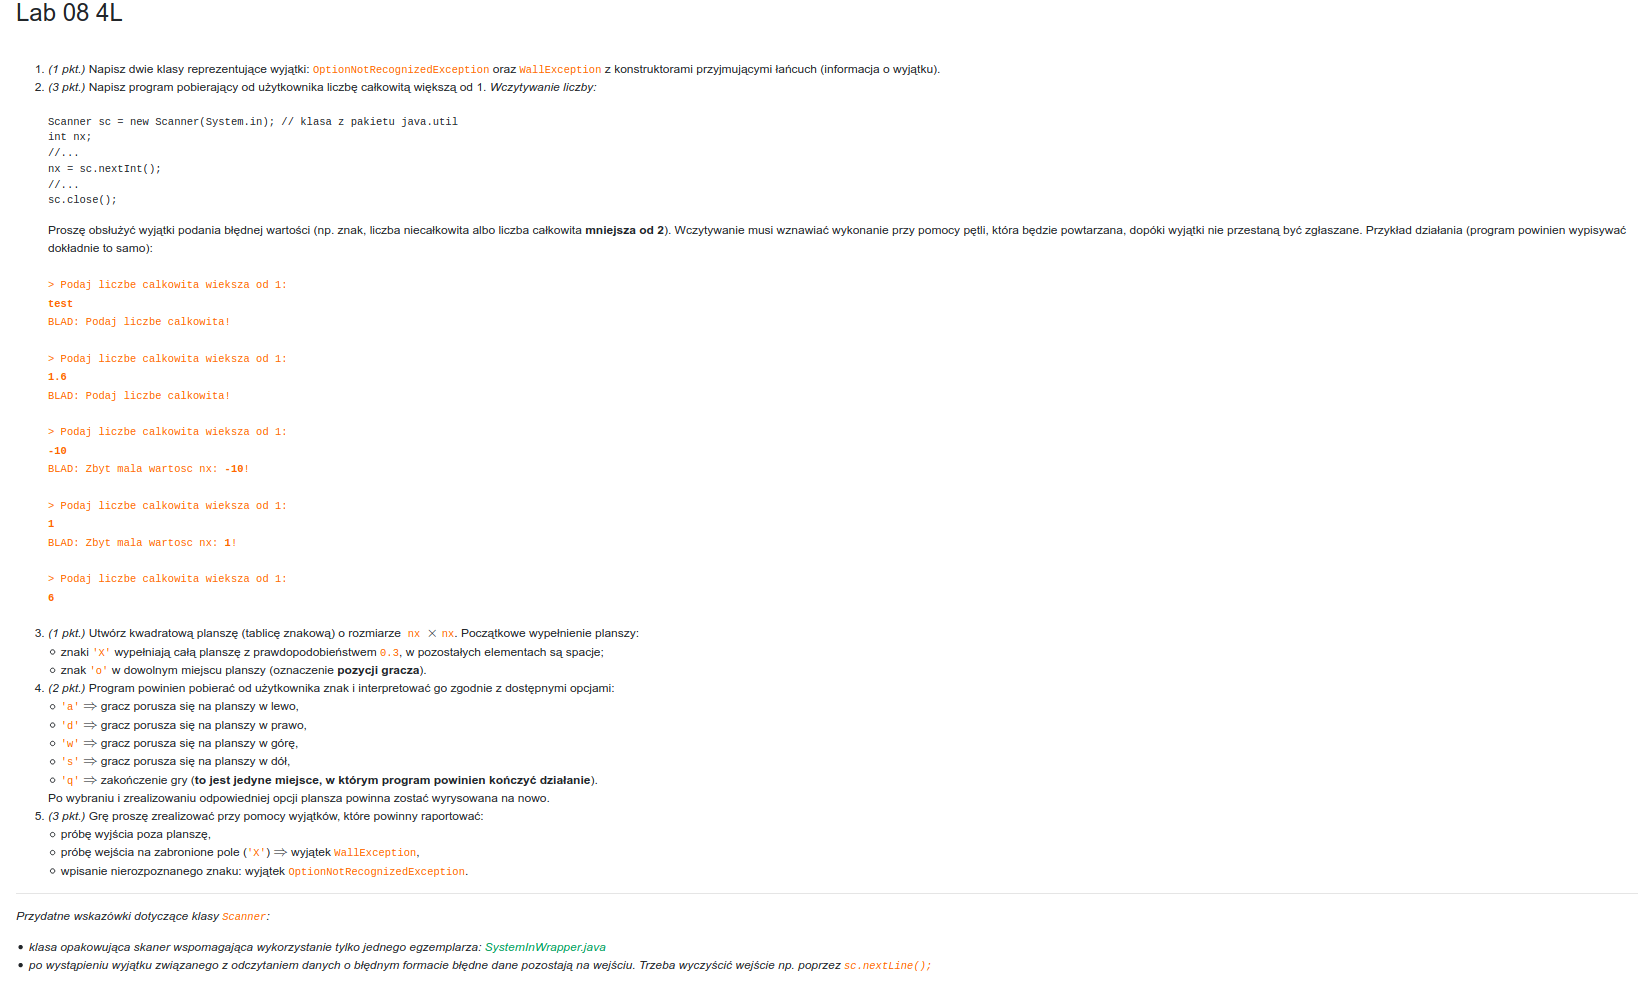 Lab 08 4L
1. (1 pkt.) Napisz dwie klasy reprezentujące wyjątki: OptionNotRecognizedException oraz WallException z konstruktorami przyjmującymi łańcuch (informacja o wyjątku).
2. (3 pkt.) Napisz program pobierający od użytkownika liczbę całkowitą większą od 1. Wczytywanie liczby:
Scanner sc = new Scanner(System.in); // klasa z pakietu java.util
int nx;
//...
nx = sc.nextInt();
//...
sc.close();
Proszę obsłużyć wyjątki podania błędnej wartości (np. znak, liczba niecałkowita albo liczba całkowita mniejsza od 2). Wczytywanie musi wznawiać wykonanie przy pomocy pętli, która będzie powtarzana, dopóki wyjątki nie przestaną być zgłaszane. Przykład działania (program powinien wypisywać
dokładnie to samo):
> Podaj liczbe calkowita wieksza od 1:
test
BLAD: Podaj liczbe calkowita!
> Podaj liczbe calkowita wieksza od 1:
1.6
BLAD: Podaj liczbe calkowita!
> Podaj liczbe calkowita wieksza od 1:
-10
BLAD: Zbyt mala wartosc nx: -10!
> Podaj liczbe calkowita wieksza od 1:
1
BLAD: Zbyt mala wartosc nx: 1!
> Podaj liczbe calkowita wieksza od 1:
6
3. (1 pkt.) Utwórz kwadratową planszę (tablicę znakową) o rozmiarze nx × nx. Początkowe wypełnienie planszy:
○ znaki 'X' wypełniają całą planszę z prawdopodobieństwem 0.3, w pozostałych elementach są spacje;
○ znak 'o' w dowolnym miejscu planszy (oznaczenie pozycji gracza).
4. (2 pkt.) Program powinien pobierać od użytkownika znak i interpretować go zgodnie z dostępnymi opcjami:
○ 'a' ⇒ gracz porusza się na planszy w lewo,
○ 'd' ⇒ gracz porusza się na planszy w prawo,
○ 'w' ⇒ gracz porusza się na planszy w górę,
○ 's' ⇒ gracz porusza się na planszy w dół,
○ 'q' ⇒ zakończenie gry (to jest jedyne miejsce, w którym program powinien kończyć działanie).
Po wybraniu i zrealizowaniu odpowiedniej opcji plansza powinna zostać wyrysowana na nowo.
5. (3 pkt.) Grę proszę zrealizować przy pomocy wyjątków, które powinny raportować:
○ próbę wyjścia poza planszę,
○ próbę wejścia na zabronione pole ('X') ⇒ wyjątek WallException,
○ wpisanie nierozpoznanego znaku: wyjątek OptionNotRecognizedException.
Przydatne wskazówki dotyczące klasy Scanner:
• klasa opakowująca skaner wspomagająca wykorzystanie tylko jednego egzemplarza: SystemInWrapper.java
• po wystąpieniu wyjątku związanego z odczytaniem danych o błędnym formacie błędne dane pozostają na wejściu. Trzeba wyczyścić wejście np. poprzez sc.nextLine();